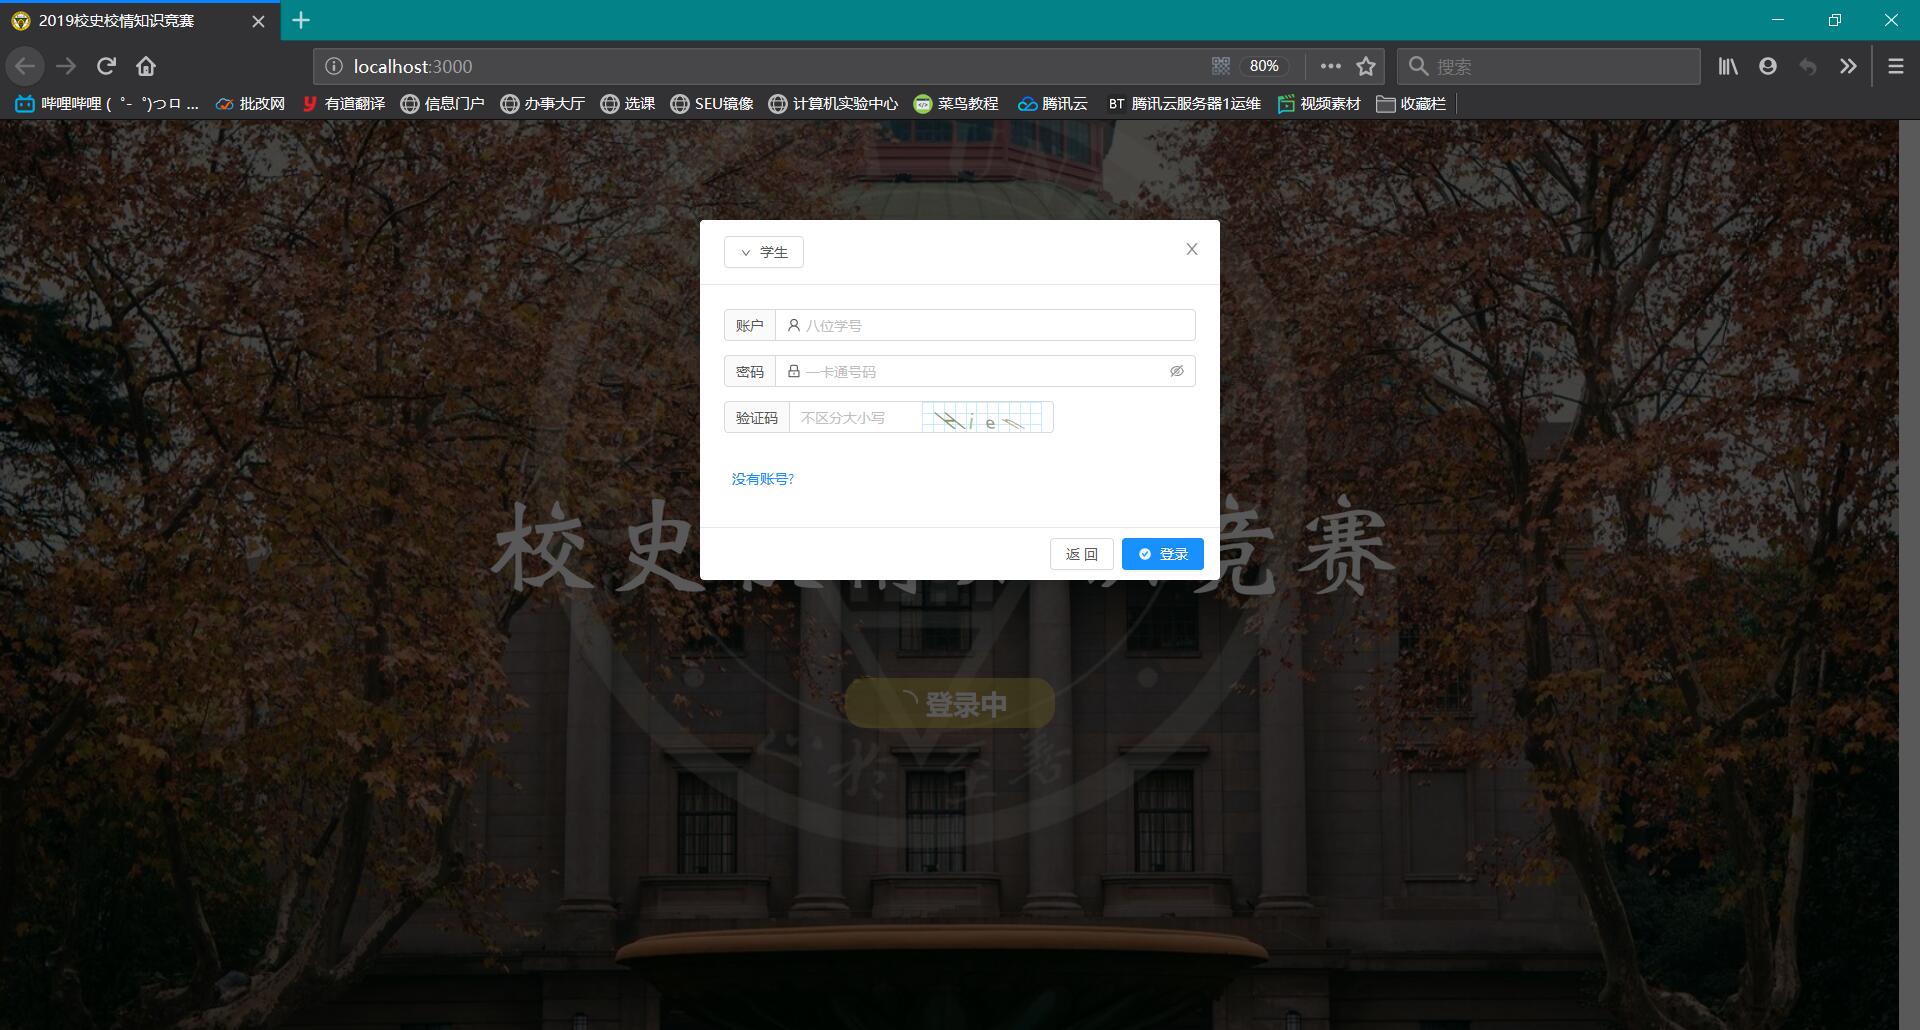 2019校史校情知识竞赛
localhost:3000
80%
搜索
哔哩哔哩 ( ゜- ゜)つロ ...
批改网
有道翻译
信息门户
办事大厅
选课
SEU镜像
计算机实验中心
菜鸟教程
腾讯云
BT 腾讯云服务器1运维
视频素材
收藏栏
学生
账户 八位学号
密码 一卡通号码
验证码 不区分大小写
没有账号?
返 回 登录
校史 竞赛
登录中
止於至善